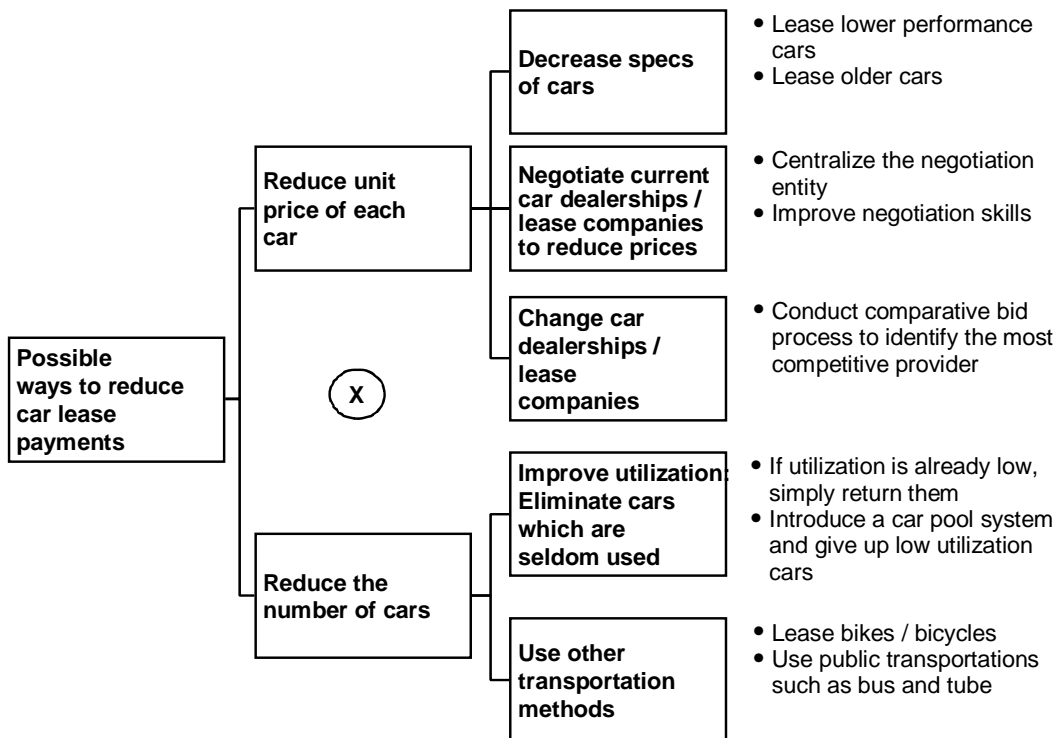 Possible
ways to reduce
car lease
payments
Reduce unit
price of each
car
X
Reduce the
number of cars
Decrease specs
of cars
• Lease lower performance
cars
• Lease older cars
Negotiate current
car dealerships /
lease companies
to reduce prices
• Centralize the negotiation
entity
• Improve negotiation skills
Change car
dealerships /
lease
companies
• Conduct comparative bid
process to identify the most
competitive provider
Improve utilization:
Eliminate cars
which are
seldom used
• If utilization is already low,
simply return them
• Introduce a car pool system
and give up low utilization
cars
Use other
transportation
methods
• Lease bikes / bicycles
• Use public transportations
such as bus and tube